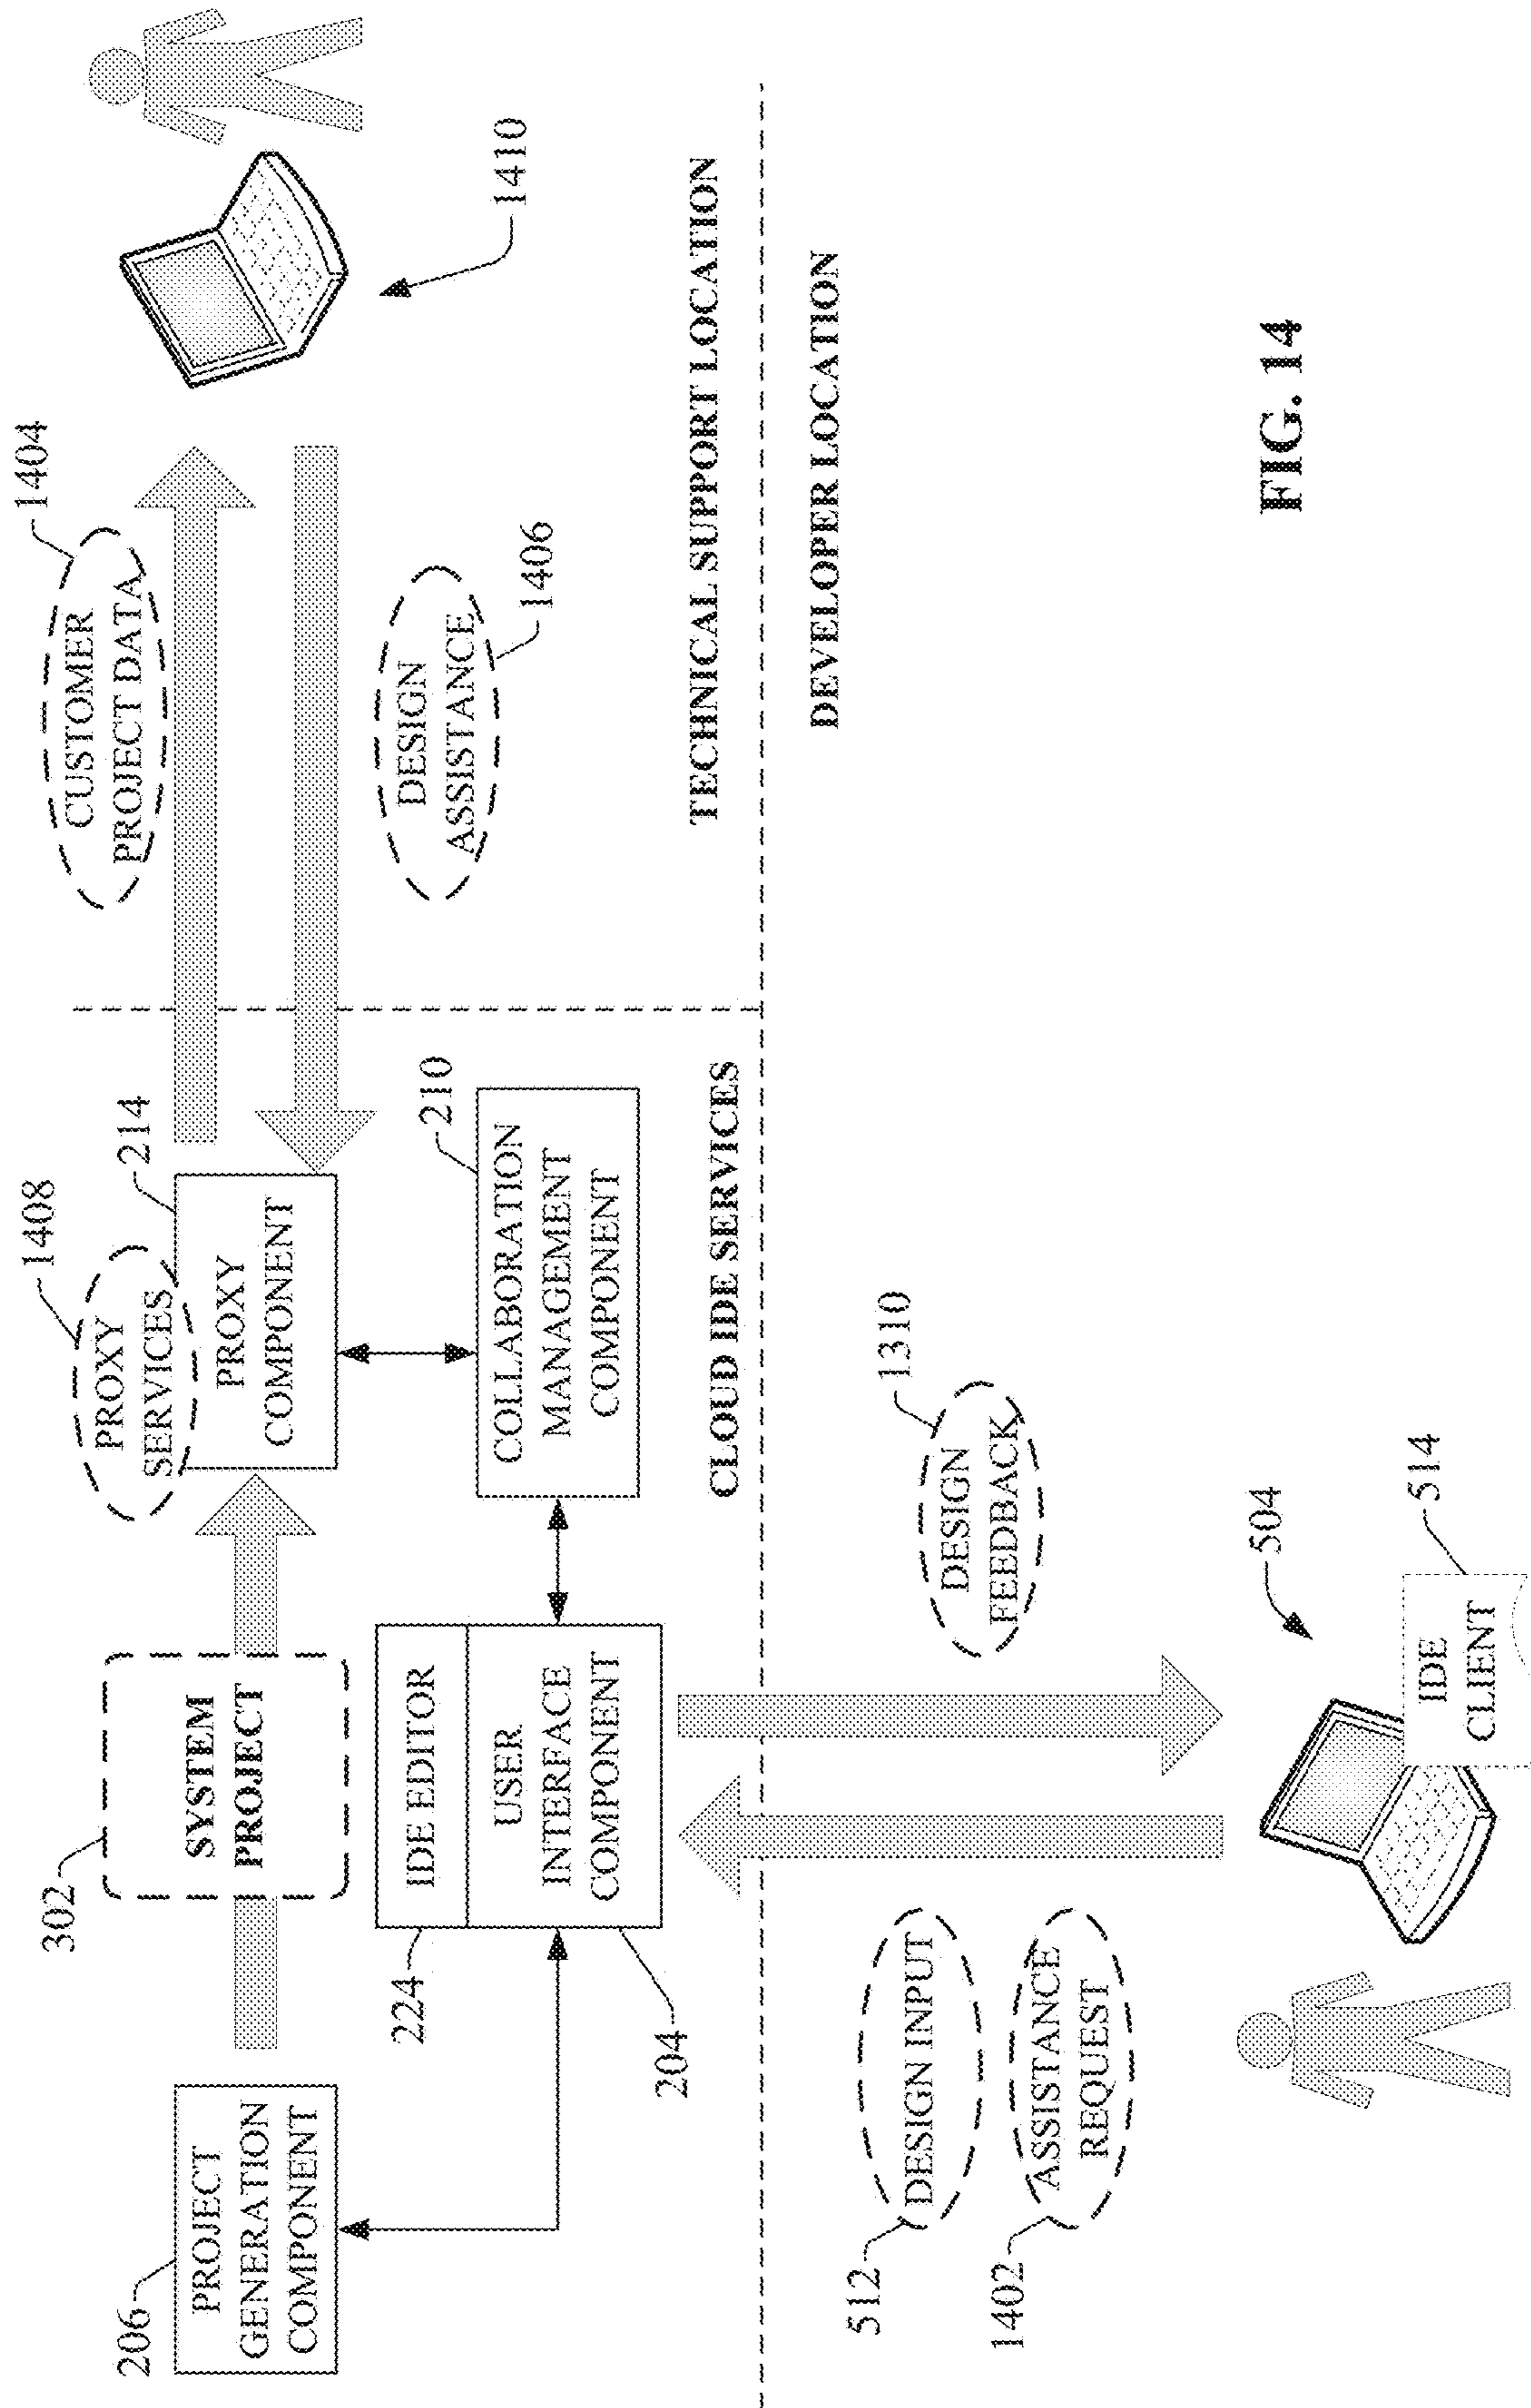 206
PROJECT
GENERATION
COMPONENT
302
SYSTEM
PROJECT
1408
PROXY
SERVICES
214
PROXY
COMPONENT
1404
CUSTOMER
PROJECT DATA
DESIGN
ASSISTANCE
1406
1410
224
IDE EDITOR
USER
INTERFACE
COMPONENT
204
210
COLLABORATION
MANAGEMENT
COMPONENT
CLOUD IDE SERVICES
TECHNICAL SUPPORT LOCATION
DEVELOPER LOCATION
512
DESIGN INPUT
1402
ASSISTANCE
REQUEST
1310
DESIGN
FEEDBACK
504
514
IDE
CLIENT
FIG. 14